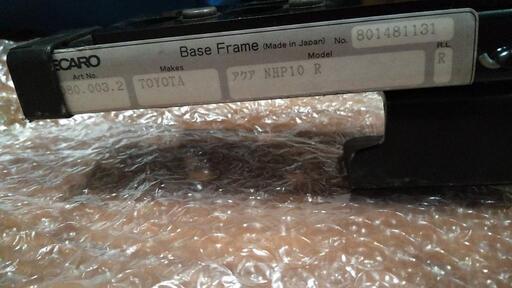 ECARO Base Frame (Made in Japan) No. 801481131
Art No. Makes Model R.L
080.003.2 TOYOTA アクア NHP10 R R